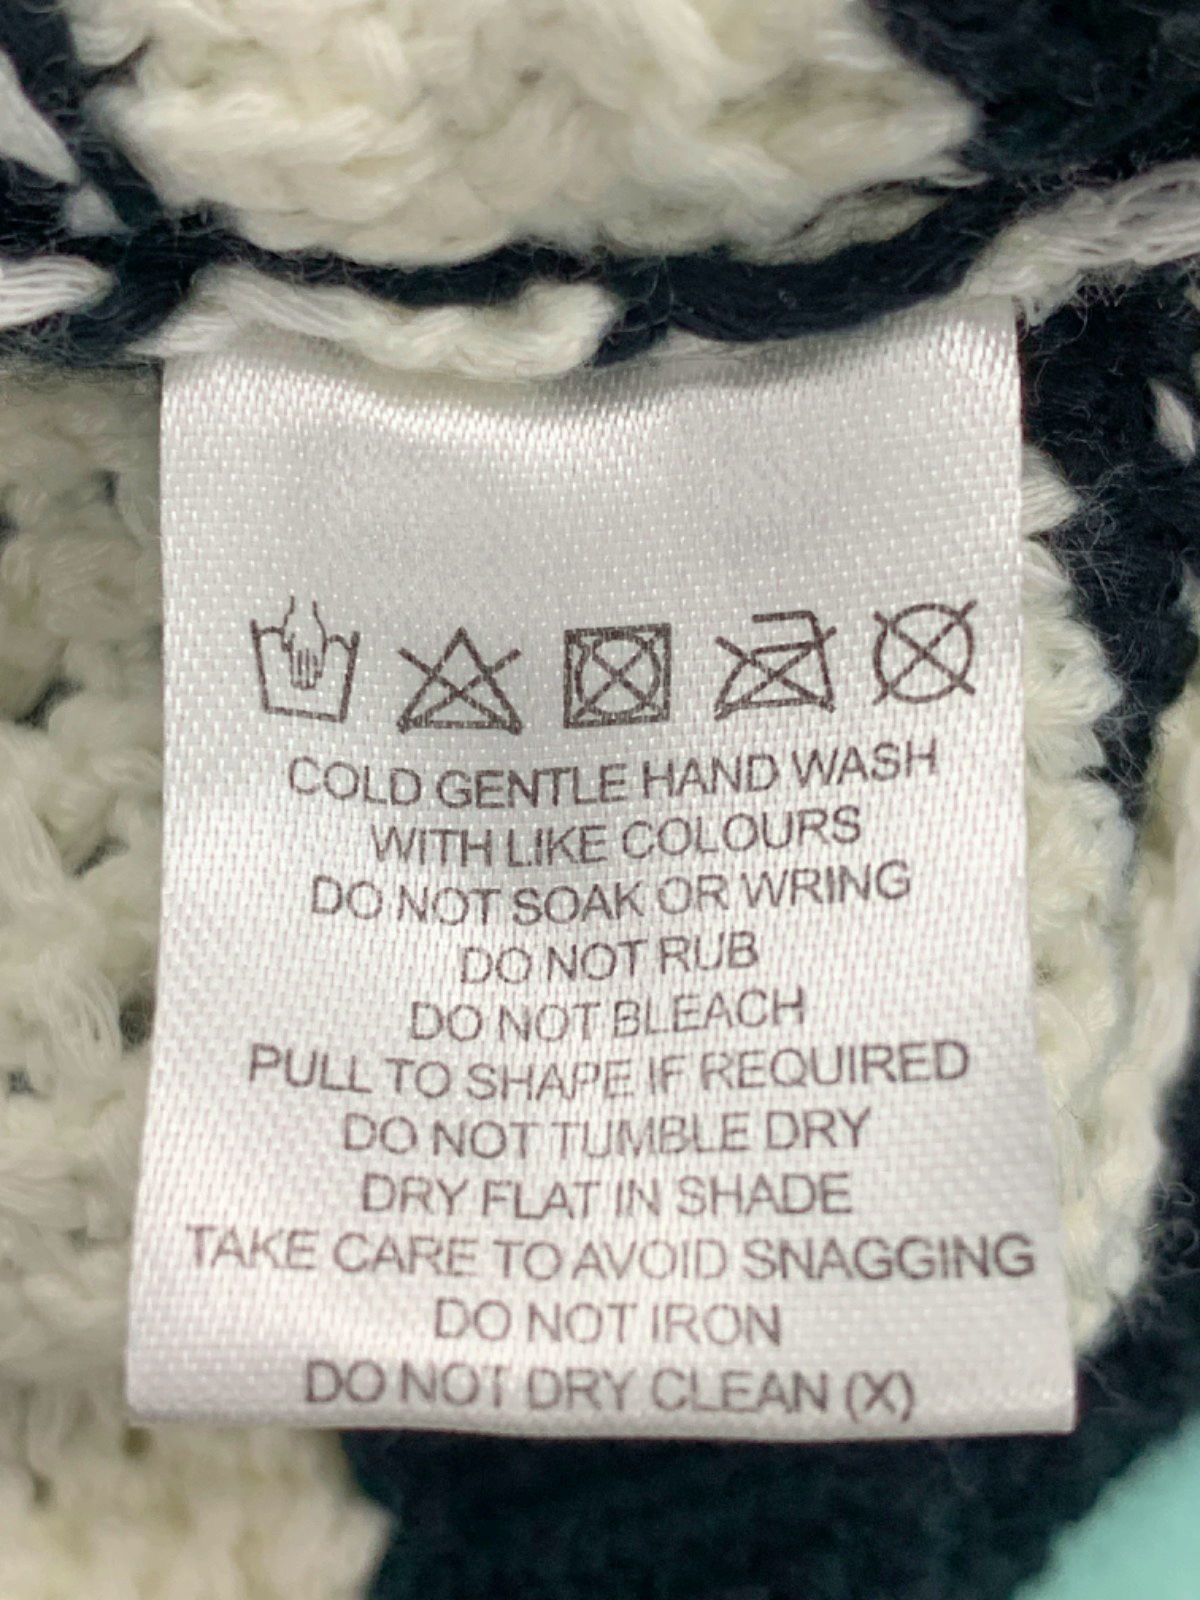 COLD GENTLE HAND WASH
WITH LIKE COLOURS
DO NOT SOAK OR WRING
DO NOT RUB
DO NOT BLEACH
PULL TO SHAPE IF REQUIRED
DO NOT TUMBLE DRY
DRY FLAT IN SHADE
TAKE CARE TO AVOID SNAGGING
DO NOT IRON
DO NOT DRY CLEAN (X)